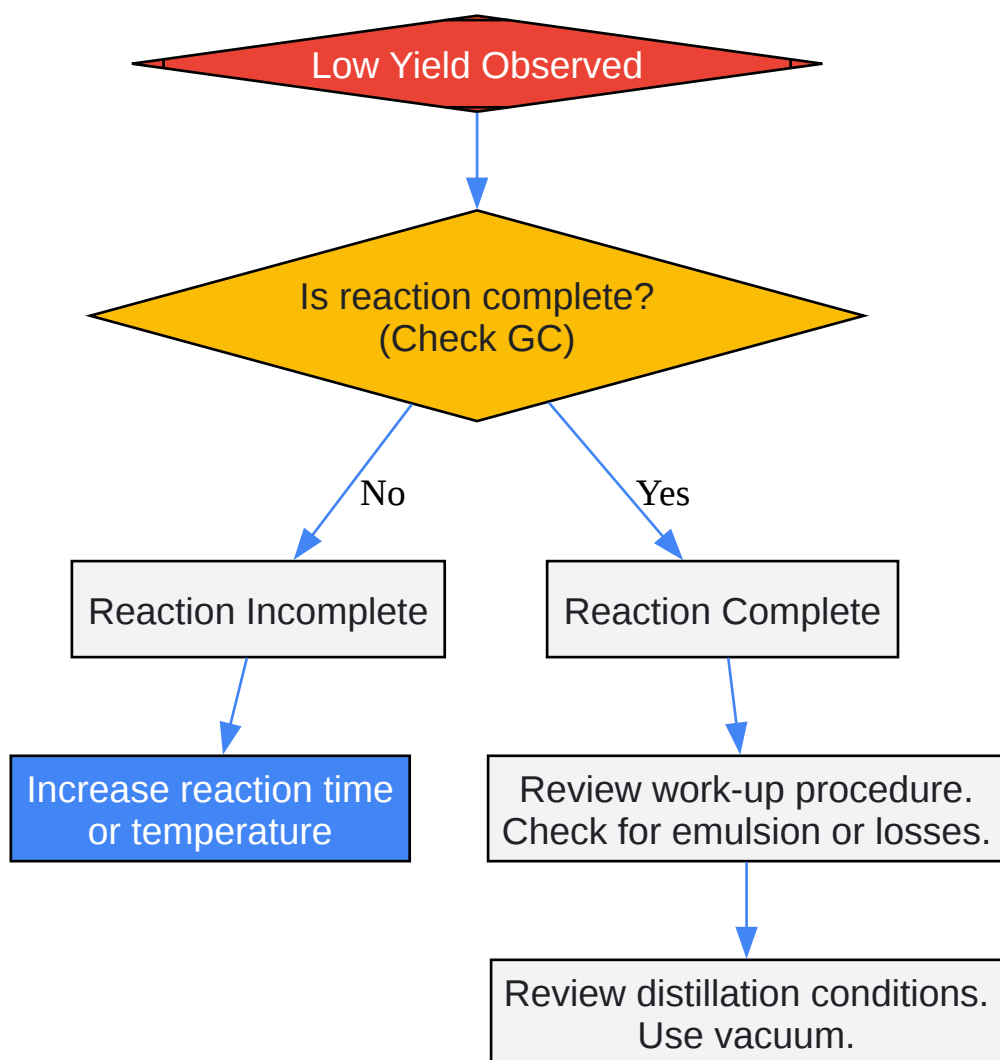 Low Yield Observed
Is reaction complete?
(Check GC)
No
Yes
Reaction Incomplete
Reaction Complete
Increase reaction time
or temperature
Review work-up procedure.
Check for emulsion or losses.
Review distillation conditions.
Use vacuum.